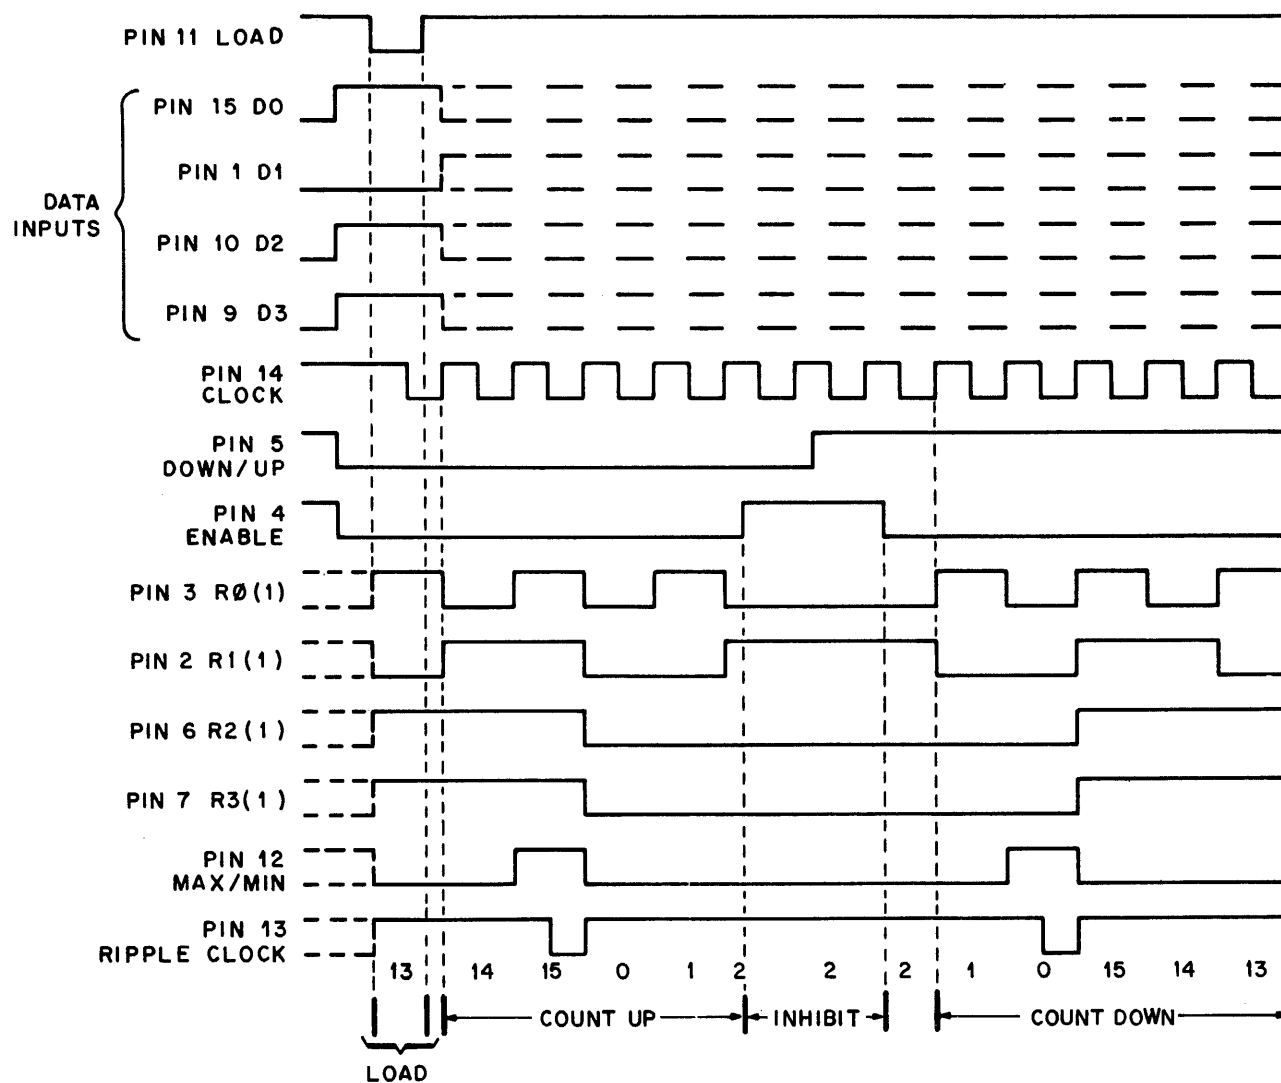 PIN 11 LOAD
PIN 15 D0
PIN 1 D1
DATA
INPUTS
PIN 10 D2
PIN 9 D3
PIN 14
CLOCK
PIN 5
DOWN/UP
PIN 4
ENABLE
PIN 3 RØ(1)
PIN 2 R1(1)
PIN 6 R2(1)
PIN 7 R3(1)
PIN 12
MAX/MIN
PIN 13
RIPPLE CLOCK
13 14 15 0 1 2 2 2 1 0 15 14 13
COUNT UP INHIBIT COUNT DOWN
LOAD